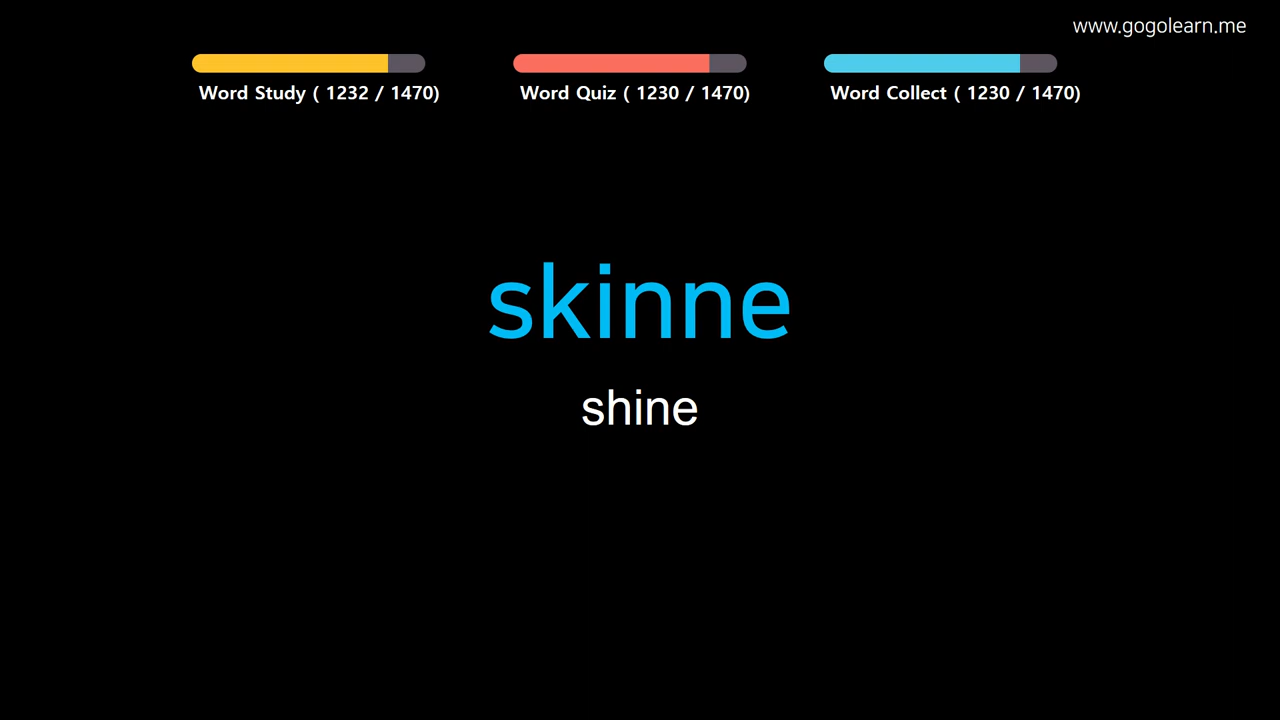 www.gogolearn.me
Word Study ( 1232 / 1470)
Word Quiz ( 1230 / 1470)
Word Collect ( 1230 / 1470)
skinne
shine